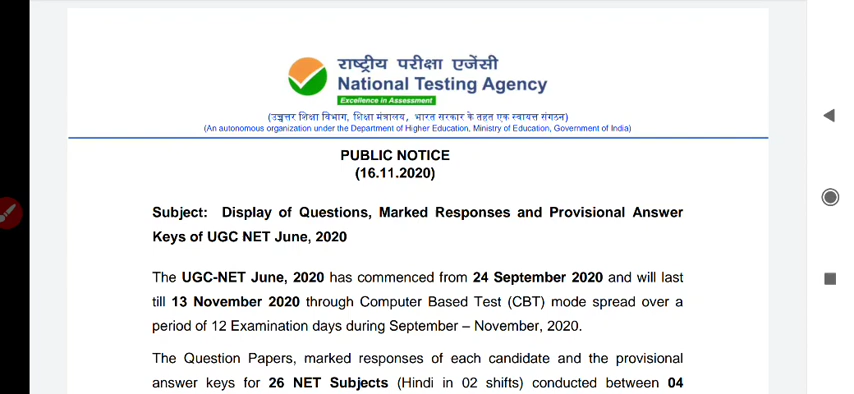 राष्ट्रीय परीक्षा एजेंसी
National Testing Agency
Excellence in Assessment
(उच्चतर शिक्षा विभाग, शिक्षा मंत्रालय, भारत सरकार के तहत एक स्वायत्त संगठन)
(An autonomous organization under the Department of Higher Education, Ministry of Education, Government of India)
PUBLIC NOTICE
(16.11.2020)
Subject: Display of Questions, Marked Responses and Provisional Answer
Keys of UGC NET June, 2020
The UGC-NET June, 2020 has commenced from 24 September 2020 and will last
till 13 November 2020 through Computer Based Test (CBT) mode spread over a
period of 12 Examination days during September – November, 2020.
The Question Papers, marked responses of each candidate and the provisional
answer keys for 26 NET Subjects (Hindi in 02 shifts) conducted between 04